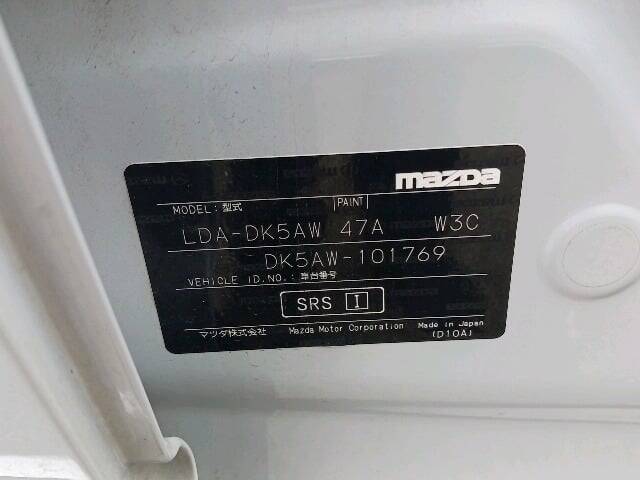 mazda
MODEL:型式 PAINT
LDA-DK5AW 47A W3C
DK5AW-101769
VEHICLE ID.NO.:車台番号
SRS I
マツダ株式会社 Mazda Motor Corporation Made in Japan
(D10A)